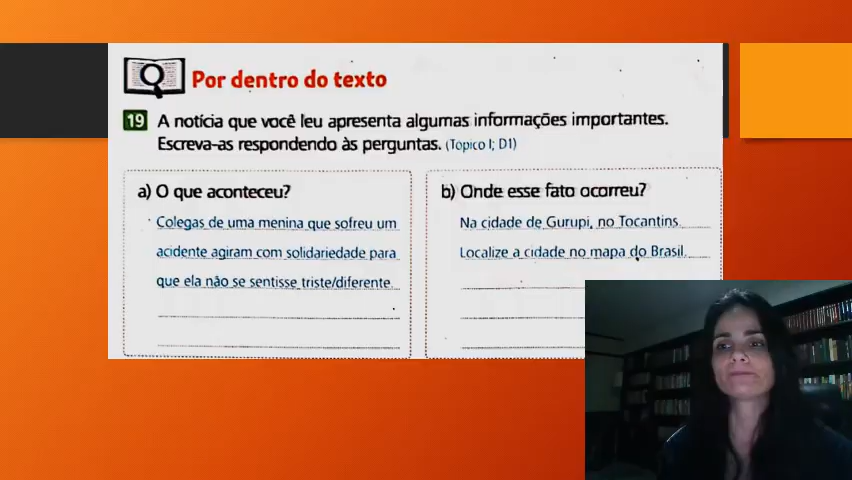 Por dentro do texto
19 A notícia que você leu apresenta algumas informações importantes.
Escreva-as respondendo às perguntas. (Tópico I; D1)
a) O que aconteceu?
Colegas de uma menina que sofreu um
acidente agiram com solidariedade para
que ela não se sentisse triste/diferente.
b) Onde esse fato ocorreu?
Na cidade de Gurupi, no Tocantins.
Localize a cidade no mapa do Brasil.